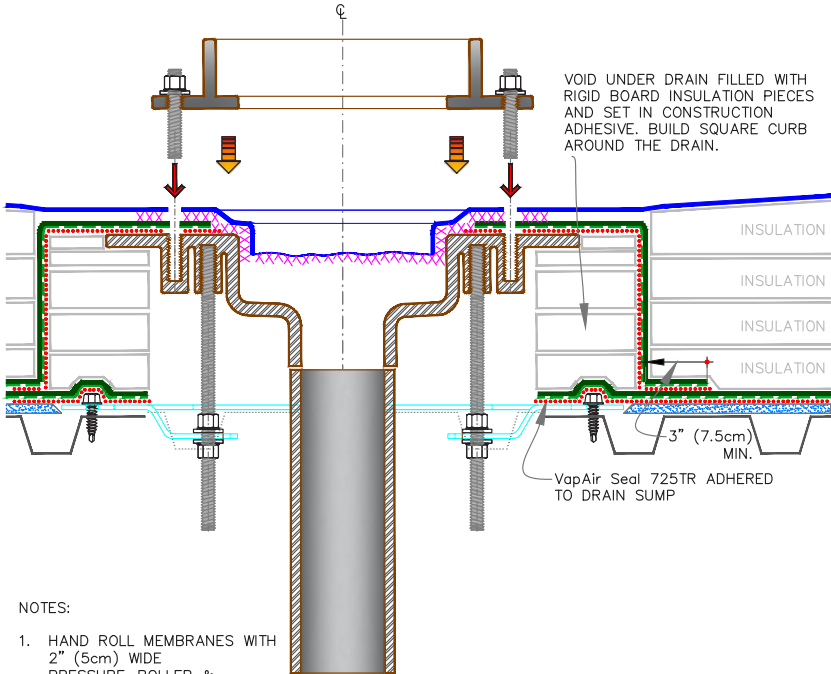 ℄
VOID UNDER DRAIN FILLED WITH
RIGID BOARD INSULATION PIECES
AND SET IN CONSTRUCTION
ADHESIVE. BUILD SQUARE CURB
AROUND THE DRAIN.
INSULATION
INSULATION
INSULATION
INSULATION
3" (7.5cm)
MIN.
VapAir Seal 725TR ADHERED
TO DRAIN SUMP
NOTES:
1. HAND ROLL MEMBRANES WITH
2" (5cm) WIDE
PRESSURE ROLLER &